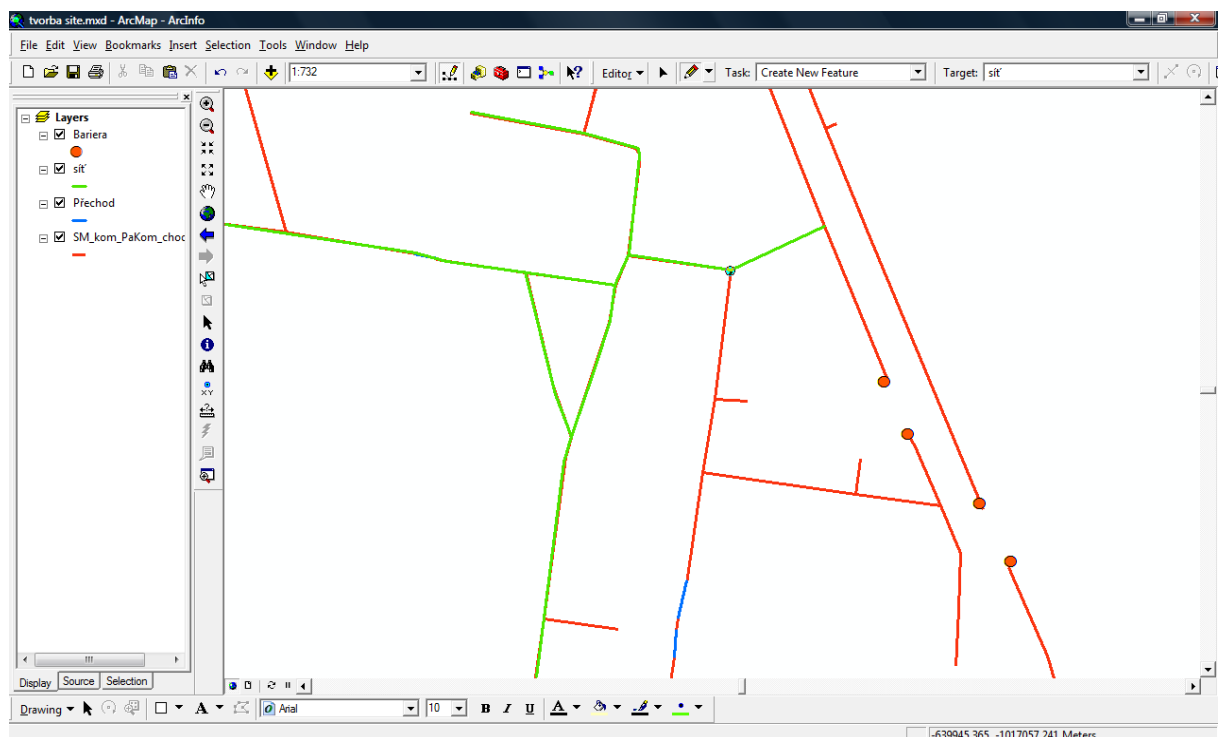 tvorba site.mxd - ArcMap - ArcInfo
File Edit View Bookmarks Insert Selection Tools Window Help
1:732 Editor Task: Create New Feature Target: síť
Layers
Bariera
síť
Přechod
SM_kom_PaKom_choc
XY
Display Source Selection
Drawing A Arial 10 B I U A
-639945,365 -1017057,241 Meters